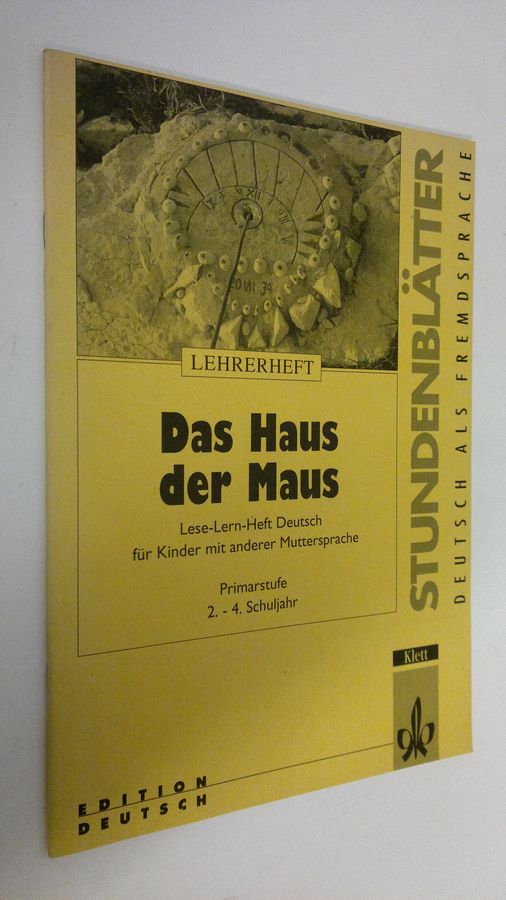 LEHRERHEFT
Das Haus
der Maus
Lese-Lern-Heft Deutsch
für Kinder mit anderer Muttersprache
Primarstufe
2. - 4. Schuljahr
STUNDENBLÄTTER
DEUTSCH ALS FREMDSPRACHE
Klett
EDITION
DEUTSCH